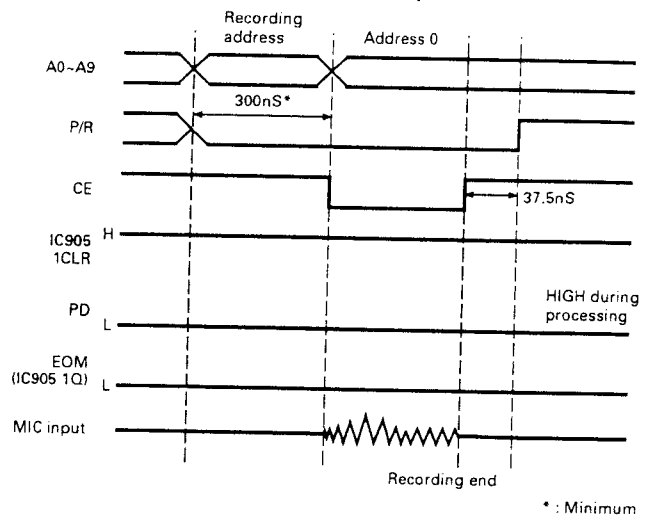 Recording
address
Address 0
A0~A9
300nS*
P/R
CE
37.5nS
IC905
1CLR
H
HIGH during
processing
PD
L
EOM
(IC905 1Q)
L
MIC input
Recording end
* : Minimum